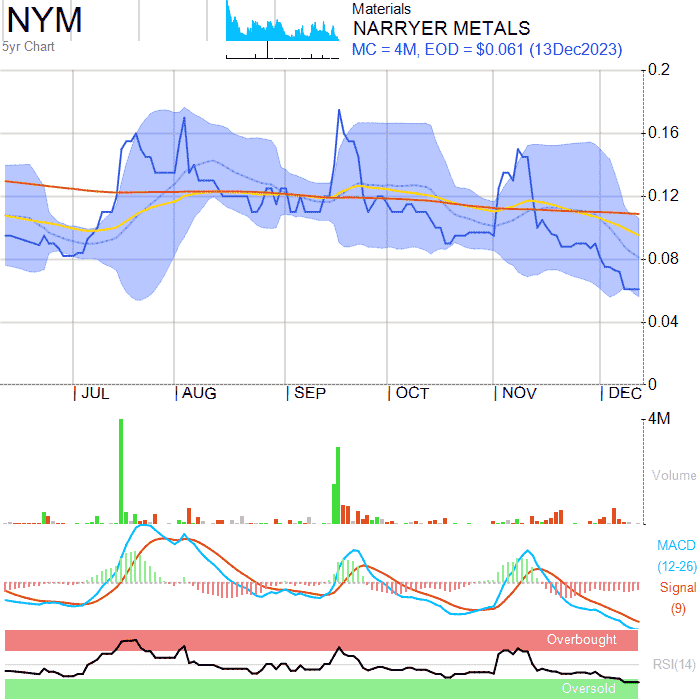 NYM
5yr Chart
Materials
NARRYER METALS
MC = 4M, EOD = $0.061 (13Dec2023)
0.2
0.16
0.12
0.08
0.04
0
JUL AUG SEP OCT NOV DEC
4M
Volume
MACD
(12-26)
Signal
(9)
Overbought
RSI(14)
Oversold